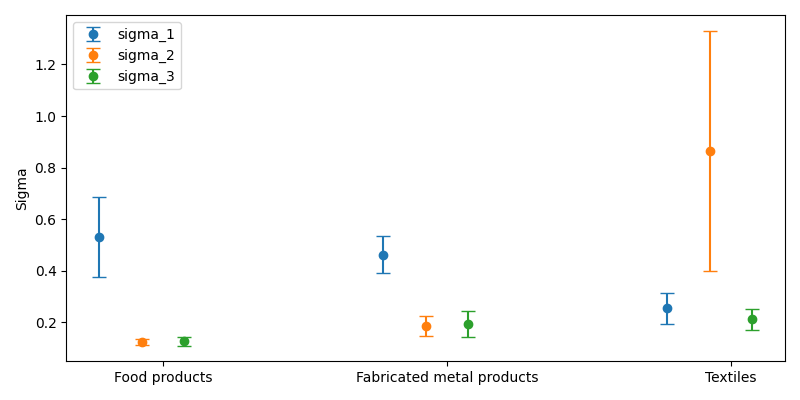 sigma_1
sigma_2
sigma_3
Sigma
1.2
1.0
0.8
0.6
0.4
0.2
Food products
Fabricated metal products
Textiles